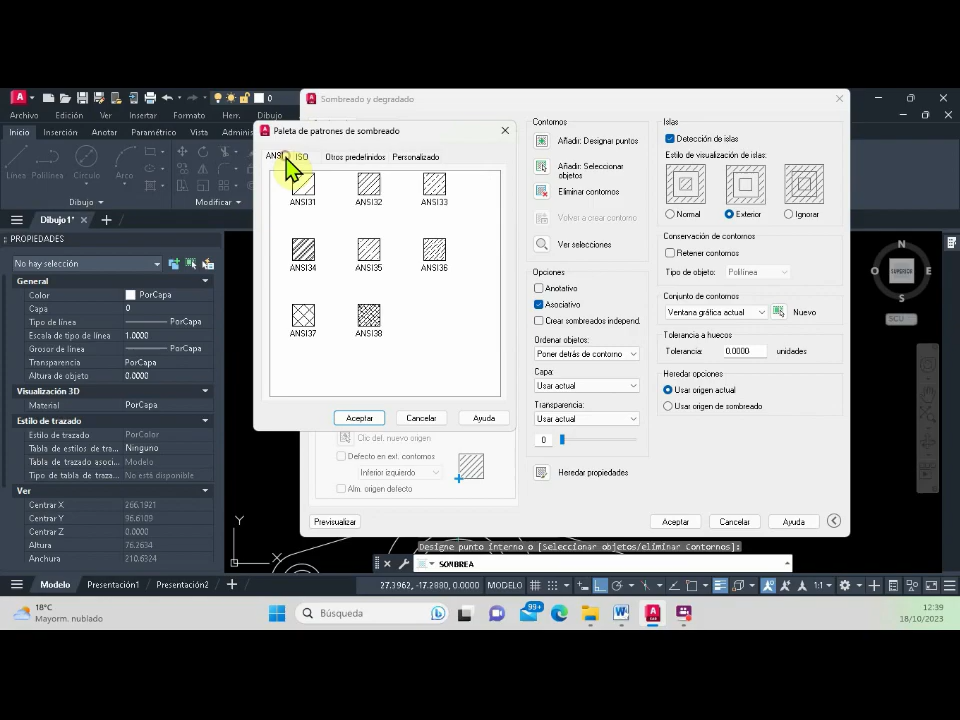 Sombreado y degradado
0
Archivo
Herr.
Ver
Insertar
Formato
Inicio
Inserción
Anotar
Paramétrico
Vista
Línea
Polilínea
Círculo
Arco
Dibujo
Modificar
Dibujo1
PROPIEDADES
No hay selección
General
Color PorCapa
Capa 0
Tipo de línea PorCapa
Escala de tipo de línea 1.0000
Grosor de línea PorCapa
Transparencia PorCapa
Altura de objeto 0.0000
Visualización 3D
Material PorCapa
Estilo de trazado
Estilo de trazado PorColor
Tabla de estilos de tra... Ninguno
Tabla de trazado asoci... Modelo
Tipo de tabla de traza... No está disponible
Ver
Centrar X 266.1921
Centrar Y 96.6109
Centrar Z 0.0000
Altura 76.2634
Anchura 210.6324
Paleta de patrones de sombreado
ISO
Otros predefinidos
Personalizado
ANSI31
ANSI32
ANSI33
ANSI34
ANSI35
ANSI36
ANSI37
ANSI38
Aceptar
Cancelar
Ayuda
Clic del nuevo origen
Defecto en ext. contornos
Inferior izquierdo
Alm. origen defecto
Previsualizar
Contornos
Añadir: Designar puntos
Añadir: Seleccionar
objetos
Eliminar contornos
Volver a crear contorno
Ver selecciones
Opciones
Anotativo
Asociativo
Crear sombreados independ.
Ordenar objetos:
Poner detrás de contorno
Capa:
Usar actual
Transparencia:
Usar actual
0
Heredar propiedades
Islas
Detección de islas
Estilo de visualización de islas:
Normal
Exterior
Ignorar
Conservación de contornos
Retener contornos
Tipo de objeto: Polilínea
Conjunto de contornos
Ventana gráfica actual
Nuevo
Tolerancia a huecos
Tolerancia: 0.0000 unidades
Heredar opciones
Usar origen actual
Usar origen de sombreado
Aceptar
Cancelar
Ayuda
N
O
E
SUPERIOR
S
SCU
Y
X
Designe punto interno o [Seleccionar objetos/eliminar Contornos]:
SOMBREA
Modelo
Presentación1
Presentación2
27.3962, -17.2880, 0.0000
MODELO
1:1
18°C
Mayorm. nublado
Búsqueda
99+
12:39
18/10/2023